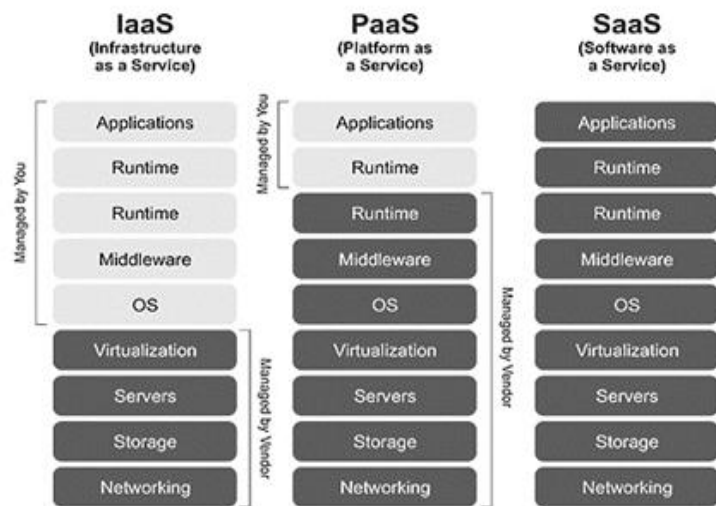 IaaS
(Infrastructure
as a Service)
Managed by You
Applications
Runtime
Runtime
Middleware
OS
Virtualization
Servers
Storage
Networking
Managed by Vendor
PaaS
(Platform as
a Service)
Managed by You
Applications
Runtime
Runtime
Middleware
OS
Virtualization
Servers
Storage
Networking
Managed by Vendor
SaaS
(Software as
a Service)
Applications
Runtime
Runtime
Middleware
OS
Virtualization
Servers
Storage
Networking